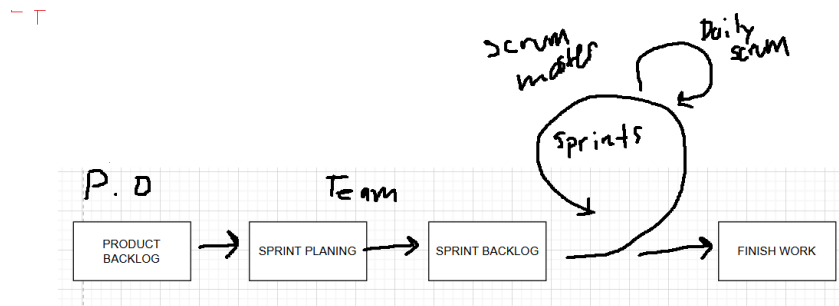 scrum
master
Daily
scrum
sprints
P.O
Team
PRODUCT
BACKLOG
SPRINT PLANING
SPRINT BACKLOG
FINISH WORK